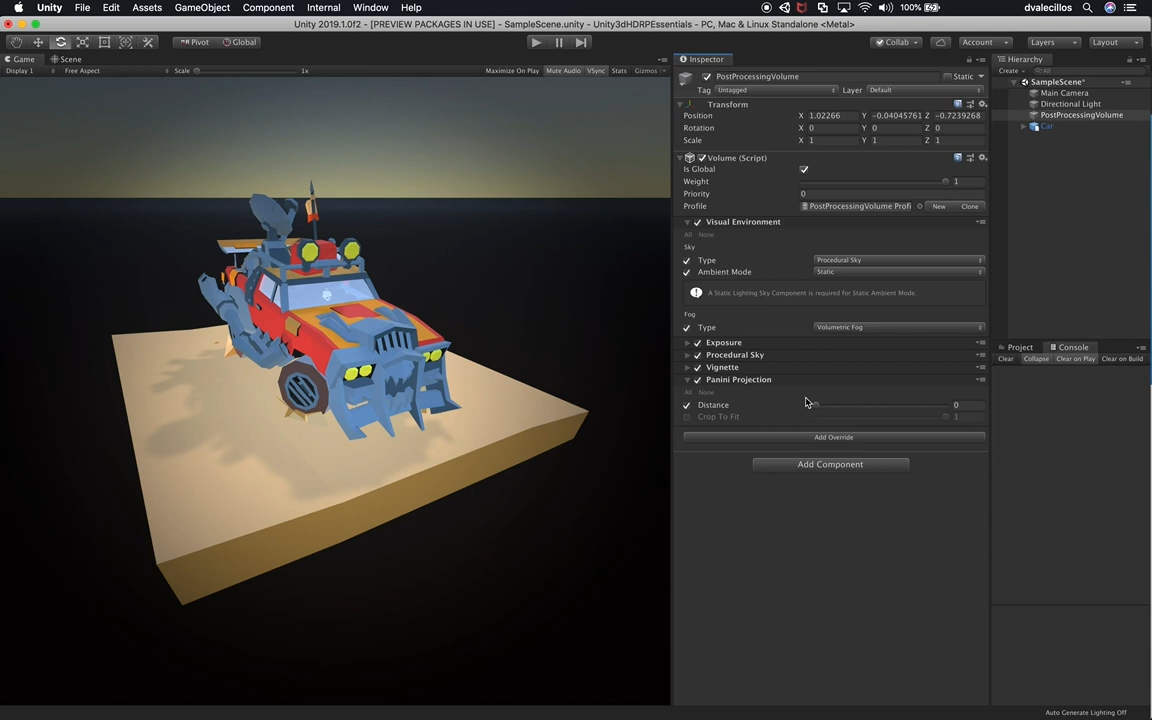 Unity File Edit Assets GameObject Component Internal Window Help 100% dvalecillos
Unity 2019.1.0f2 - [PREVIEW PACKAGES IN USE] - SampleScene.unity - Unity3dHDRPEssentials - PC, Mac & Linux Standalone <Metal>
Pivot Global Collab Account Layers Layout
Game Scene Inspector Hierarchy
Display 1 Free Aspect Scale 1x Maximize On Play Mute Audio VSync Stats Gizmos
Create All
PostProcessingVolume Static
Tag Untagged Layer Default
SampleScene*
Main Camera
Directional Light
PostProcessingVolume
Car
Transform
Position X 1.02266 Y -0.04045761 Z -0.7239268
Rotation X 0 Y 0 Z 0
Scale X 1 Y 1 Z 1
Volume (Script)
Is Global
Weight 1
Priority 0
Profile PostProcessingVolume Profi New Clone
Visual Environment
All None
Sky
Type Procedural Sky
Ambient Mode Static
A Static Lighting Sky Component is required for Static Ambient Mode.
Fog
Type Volumetric Fog
Exposure
Procedural Sky
Vignette
Panini Projection
All None
Distance 0
Crop To Fit 1
Add Override
Add Component
Project Console
Clear Collapse Clear on Play Clear on Build
Auto Generate Lighting Off